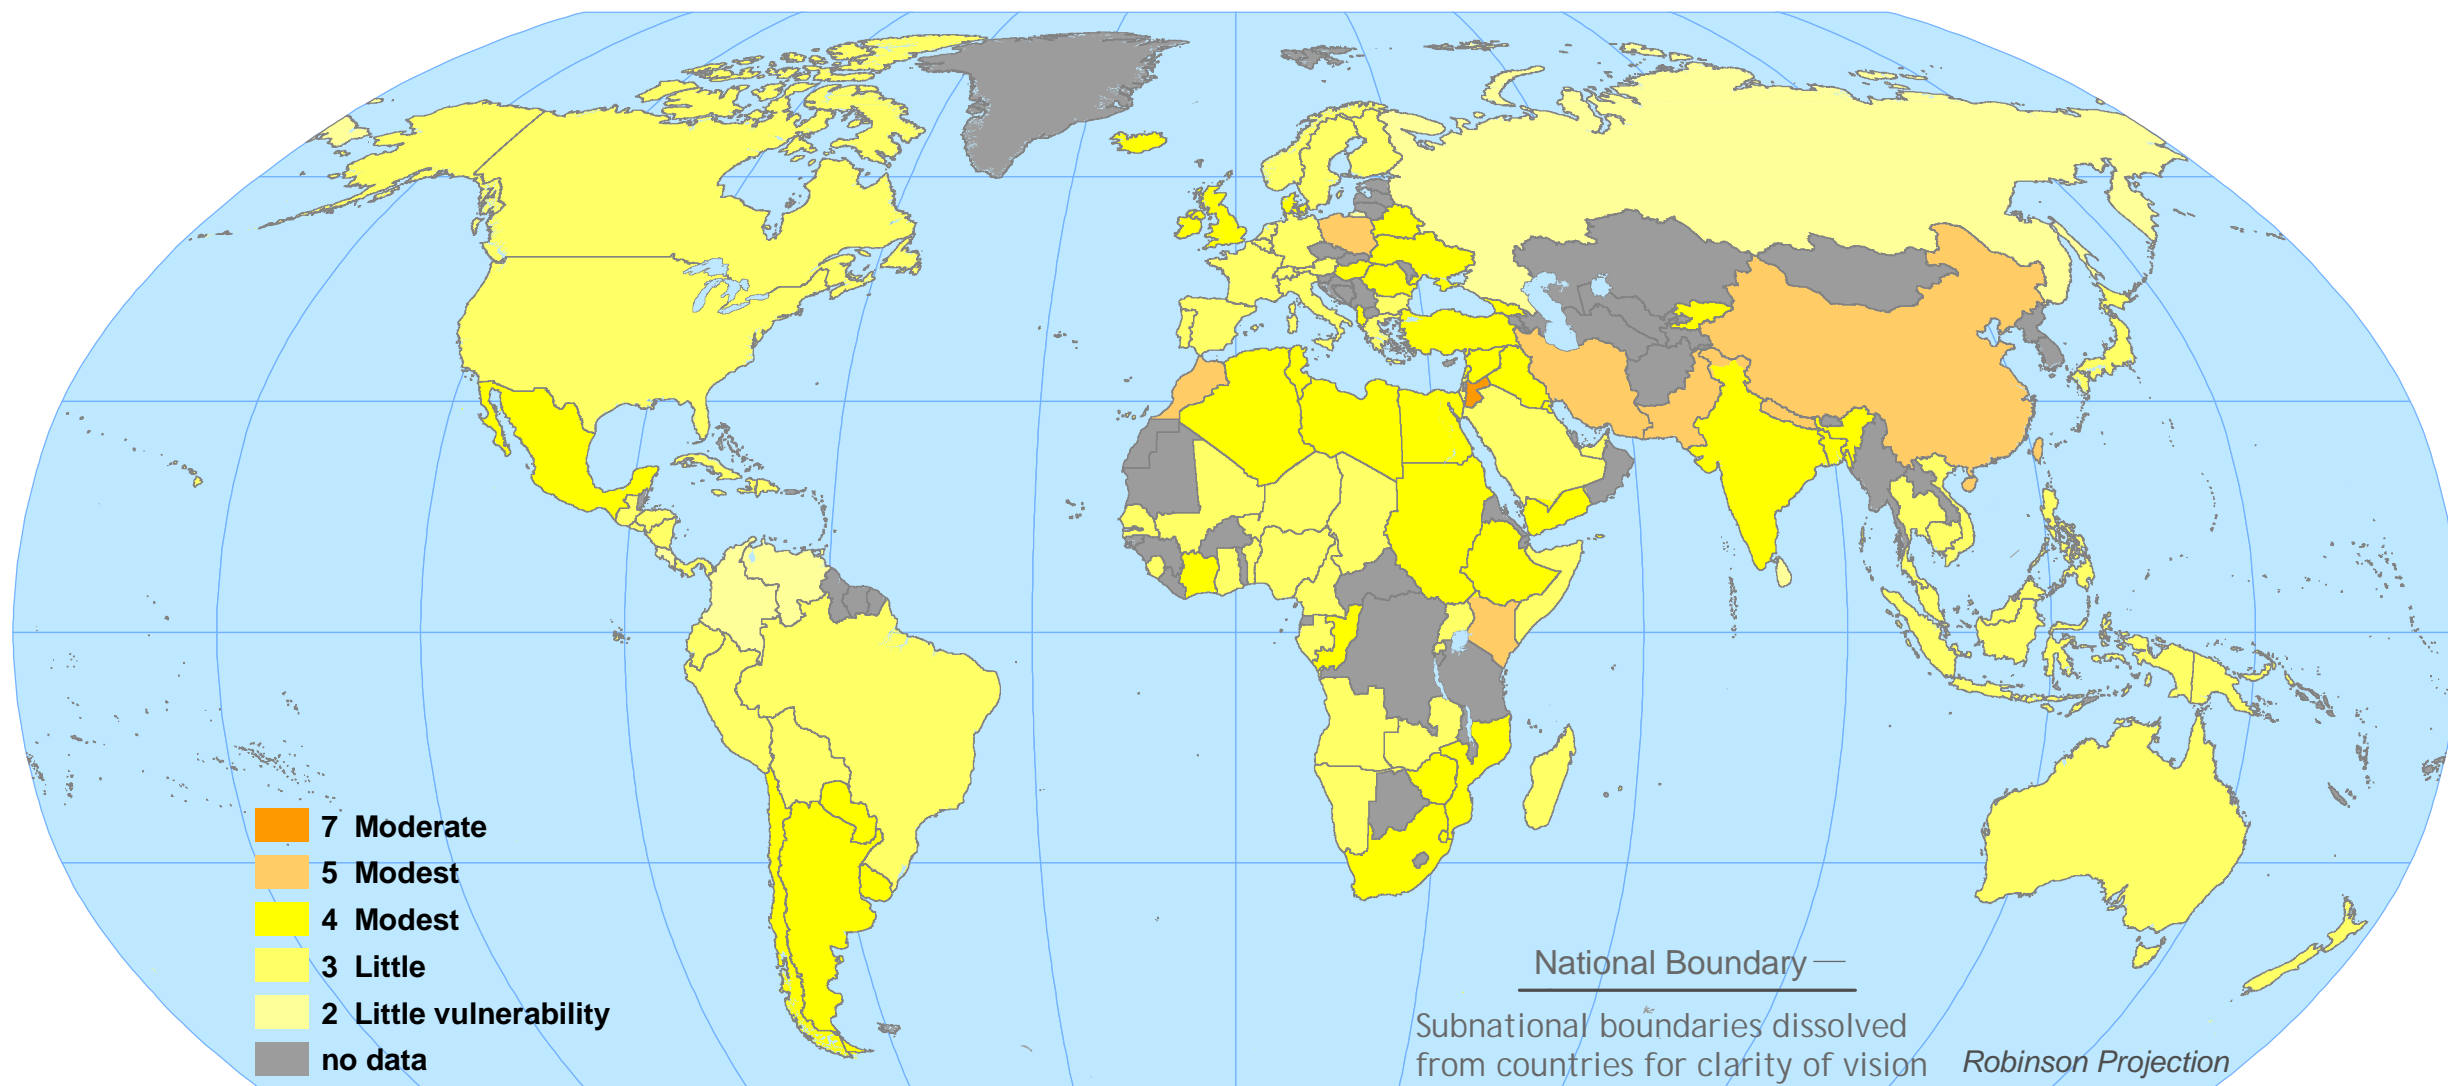 7 Moderate
5 Modest
4 Modest
3 Little
2 Little vulnerability
no data
National Boundary
Subnational boundaries dissolved
from countries for clarity of vision
Robinson Projection